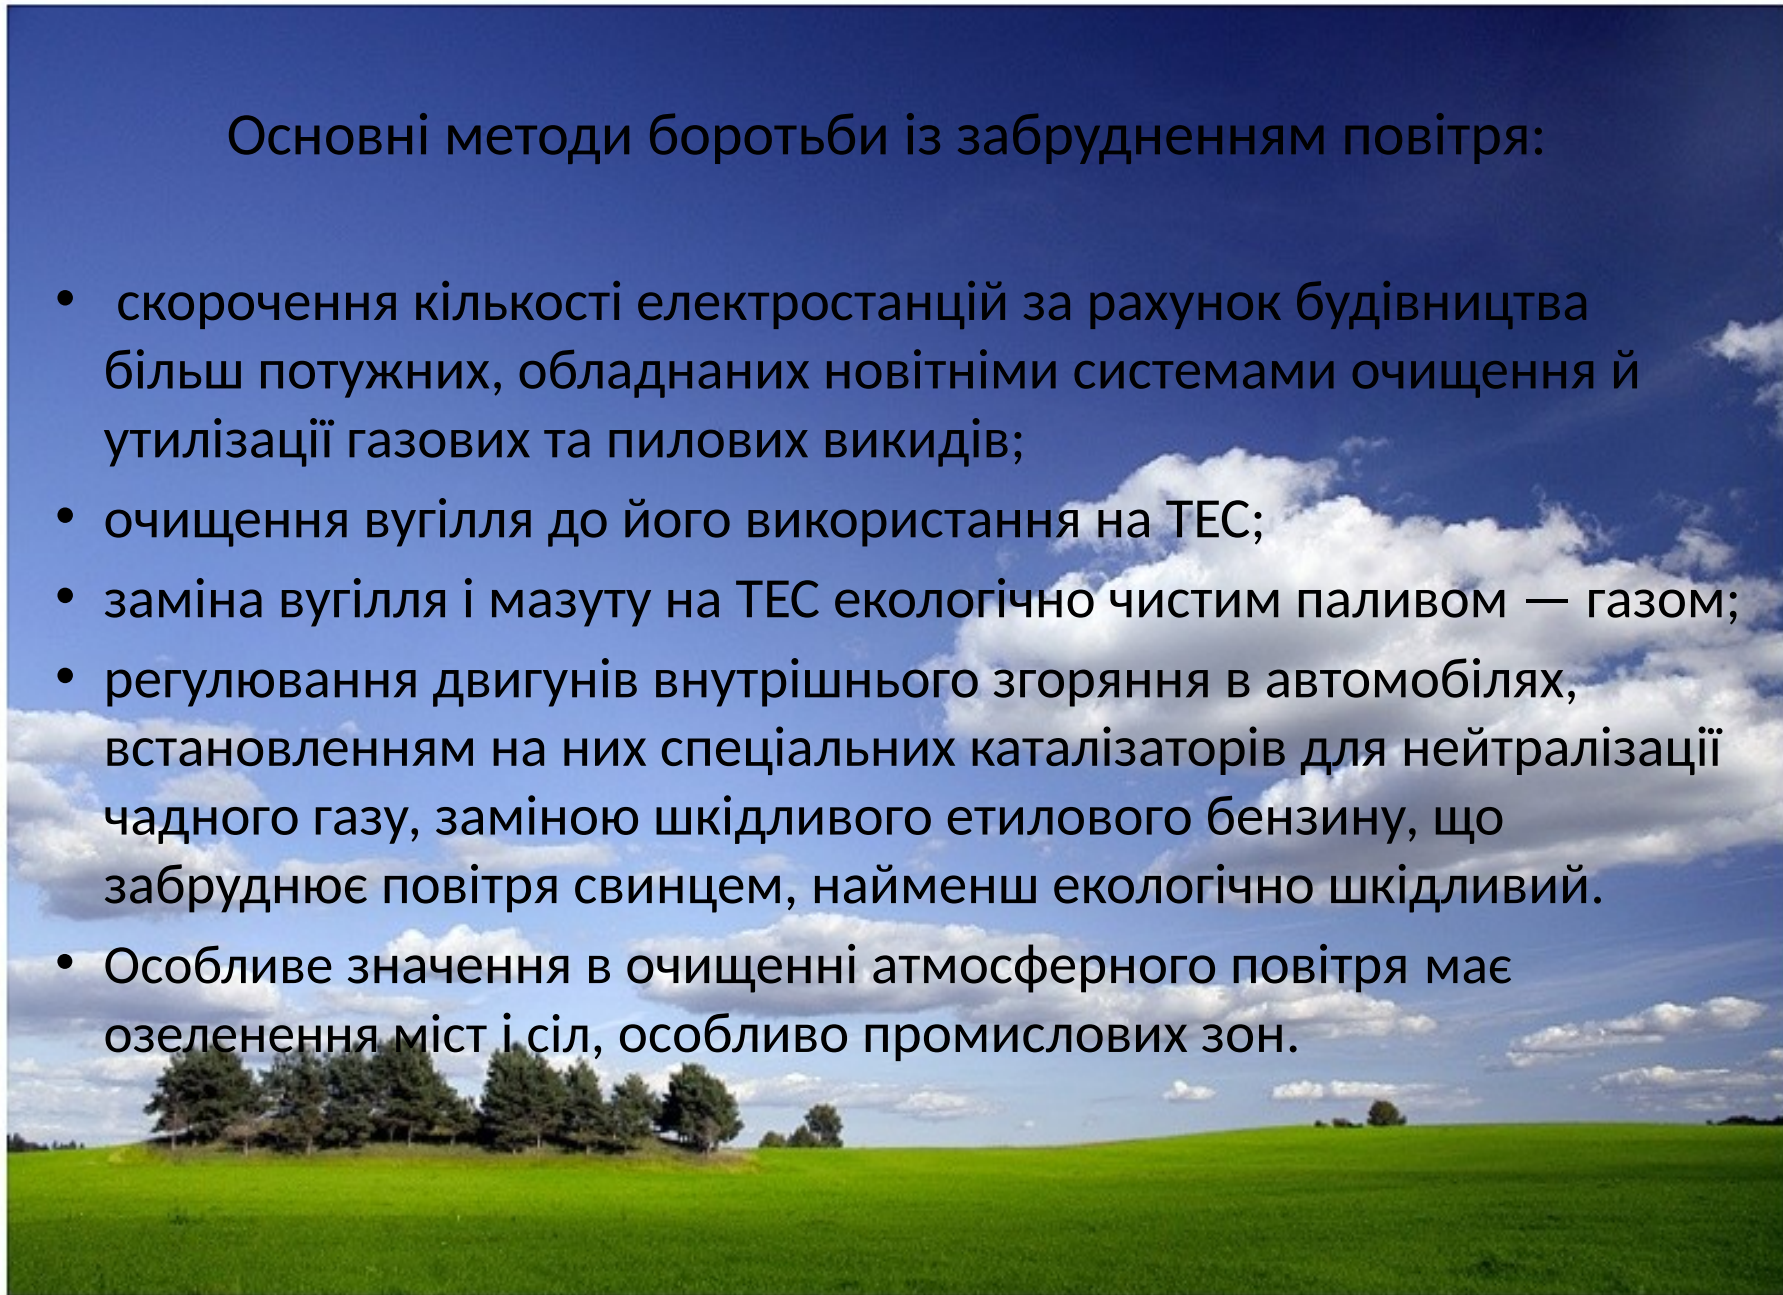 Основні методи боротьби із забрудненням повітря:
• скорочення кількості електростанцій за рахунок будівництва
більш потужних, обладнаних новітніми системами очищення й
утилізації газових та пилових викидів;
• очищення вугілля до його використання на ТЕС;
• заміна вугілля і мазуту на ТЕС екологічно чистим паливом — газом;
• регулювання двигунів внутрішнього згоряння в автомобілях,
встановленням на них спеціальних каталізаторів для нейтралізації
чадного газу, заміною шкідливого етилового бензину, що
забруднює повітря свинцем, найменш екологічно шкідливий.
• Особливе значення в очищенні атмосферного повітря має
озеленення міст і сіл, особливо промислових зон.